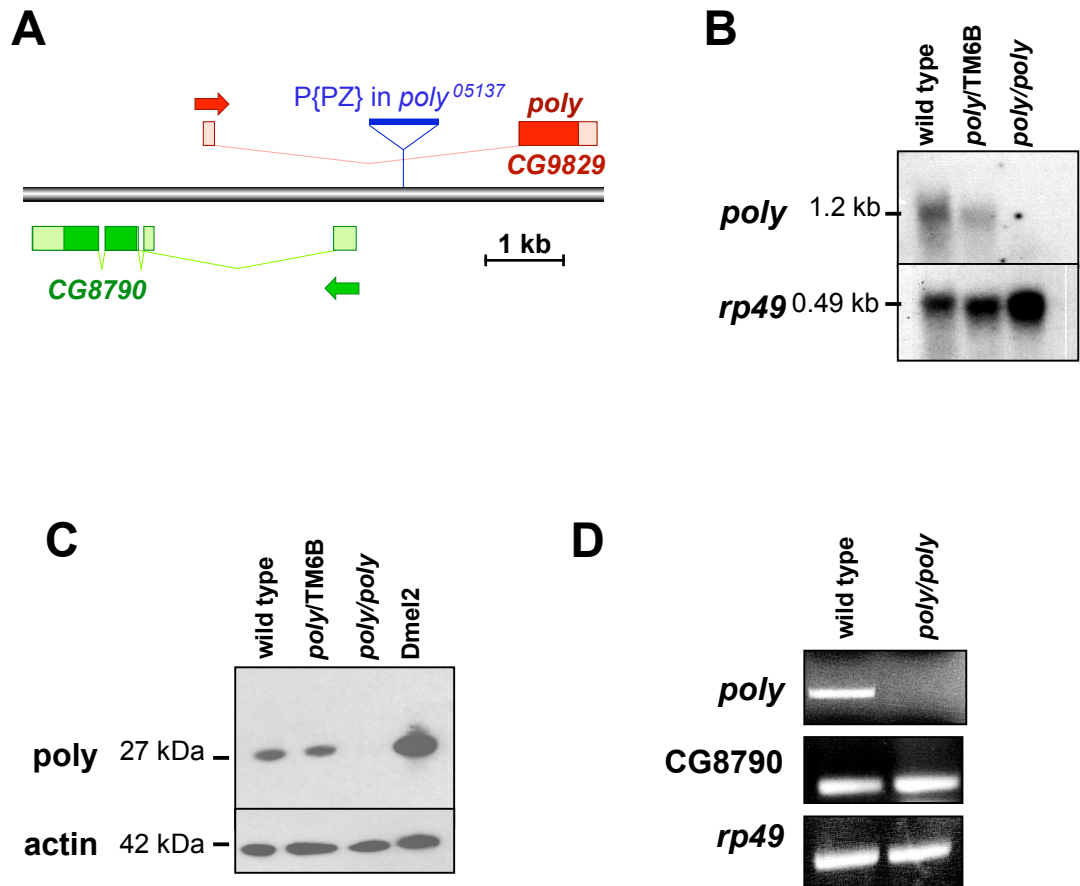 A
P{PZ} in poly 05137
poly
CG9829
1 kb
CG8790
B
wild type
poly/TM6B
poly/poly
poly 1.2 kb
rp49 0.49 kb
C
wild type
poly/TM6B
poly/poly
Dmel2
poly 27 kDa
actin 42 kDa
D
wild type
poly/poly
poly
CG8790
rp49